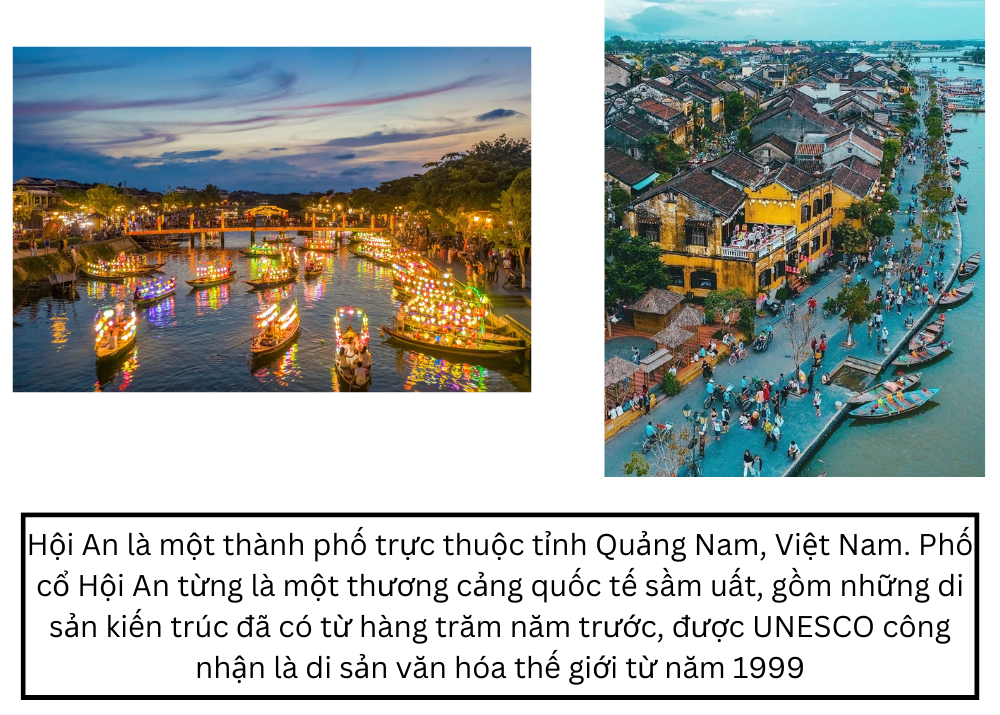 Hội An là một thành phố trực thuộc tỉnh Quảng Nam, Việt Nam. Phố
cổ Hội An từng là một thương cảng quốc tế sầm uất, gồm những di
sản kiến trúc đã có từ hàng trăm năm trước, được UNESCO công
nhận là di sản văn hóa thế giới từ năm 1999